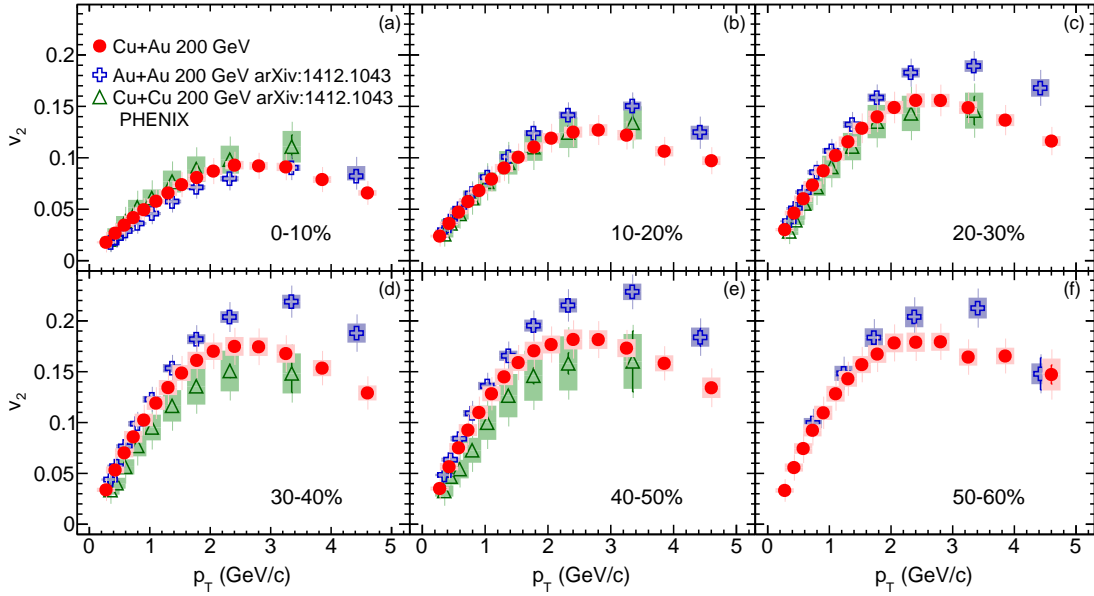 (a)
(b)
(c)
Cu+Au 200 GeV
Au+Au 200 GeV arXiv:1412.1043
Cu+Cu 200 GeV arXiv:1412.1043
PHENIX
0.2
0.15
0.1
0.05
0
v2
0-10%
10-20%
20-30%
(d)
(e)
(f)
0.2
0.15
0.1
0.05
0
v2
30-40%
40-50%
50-60%
0 1 2 3 4 5 0 1 2 3 4 5 0 1 2 3 4 5
pT (GeV/c) pT (GeV/c) pT (GeV/c)